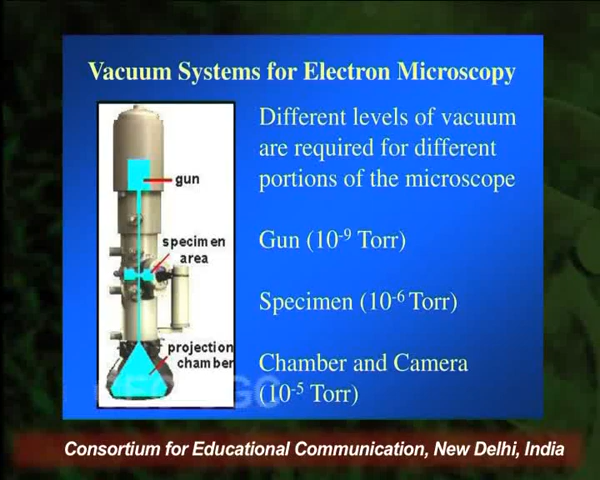 Vacuum Systems for Electron Microscopy
Different levels of vacuum
are required for different
portions of the microscope
gun
Gun (10⁻⁹ Torr)
specimen
area
Specimen (10⁻⁶ Torr)
projection
chamber
Chamber and Camera
(10⁻⁵ Torr)
Consortium for Educational Communication, New Delhi, India